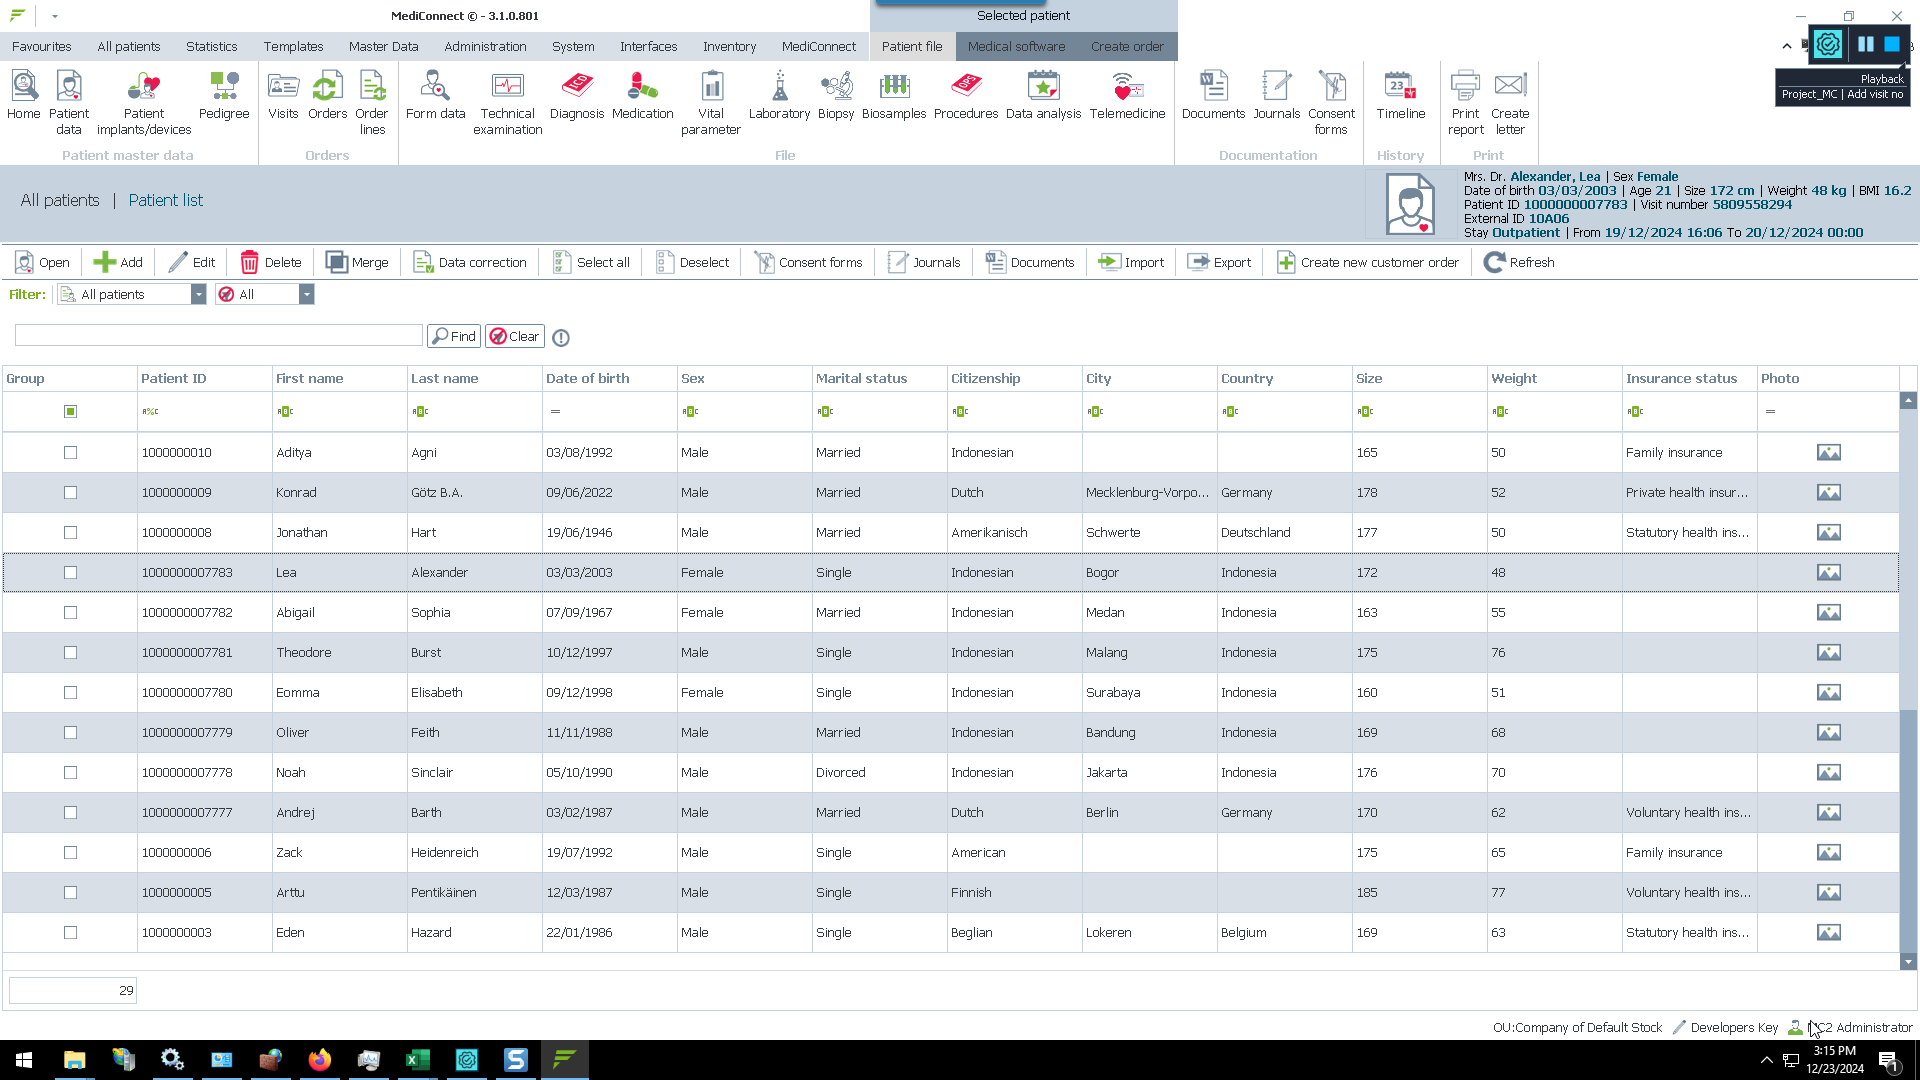 MediConnect © - 3.1.0.801
Selected patient
Favourites All patients Statistics Templates Master Data Administration System Interfaces Inventory MediConnect Patient file Medical software Create order
Playback
Project_MC | Add visit no
Home Patient data Patient implants/devices Pedigree Visits Orders Order lines Form data Technical examination Diagnosis Medication Vital parameter Laboratory Biopsy Biosamples Procedures Data analysis Telemedicine Documents Journals Consent forms Timeline Print report Create letter
Patient master data Orders File Documentation History Print
All patients | Patient list
Mrs. Dr. Alexander, Lea | Sex Female
Date of birth 03/03/2003 | Age 21 | Size 172 cm | Weight 48 kg | BMI 16.2
Patient ID 1000000007783 | Visit number 5809558294
External ID 10A06
Stay Outpatient | From 19/12/2024 16:06 To 20/12/2024 00:00
Open Add Edit Delete Merge Data correction Select all Deselect Consent forms Journals Documents Import Export Create new customer order Refresh
Filter: All patients All
Find Clear
Group Patient ID First name Last name Date of birth Sex Marital status Citizenship City Country Size Weight Insurance status Photo
1000000010 Aditya Agni 03/08/1992 Male Married Indonesian 165 50 Family insurance
1000000009 Konrad Götz B.A. 09/06/2022 Male Married Dutch Mecklenburg-Vorpo... Germany 178 52 Private health insur...
1000000008 Jonathan Hart 19/06/1946 Male Married Amerikanisch Schwerte Deutschland 177 50 Statutory health ins...
1000000007783 Lea Alexander 03/03/2003 Female Single Indonesian Bogor Indonesia 172 48
1000000007782 Abigail Sophia 07/09/1967 Female Married Indonesian Medan Indonesia 163 55
1000000007781 Theodore Burst 10/12/1997 Male Single Indonesian Malang Indonesia 175 76
1000000007780 Eomma Elisabeth 09/12/1998 Female Single Indonesian Surabaya Indonesia 160 51
1000000007779 Oliver Feith 11/11/1988 Male Married Indonesian Bandung Indonesia 169 68
1000000007778 Noah Sinclair 05/10/1990 Male Divorced Indonesian Jakarta Indonesia 176 70
1000000007777 Andrej Barth 03/02/1987 Male Married Dutch Berlin Germany 170 62 Voluntary health ins...
1000000006 Zack Heidenreich 19/07/1992 Male Single American 175 65 Family insurance
1000000005 Arttu Pentikäinen 12/03/1987 Male Single Finnish 185 77 Voluntary health ins...
1000000003 Eden Hazard 22/01/1986 Male Single Beglian Lokeren Belgium 169 63 Statutory health ins...
29
OU:Company of Default Stock Developers Key Administrator
3:15 PM
12/23/2024